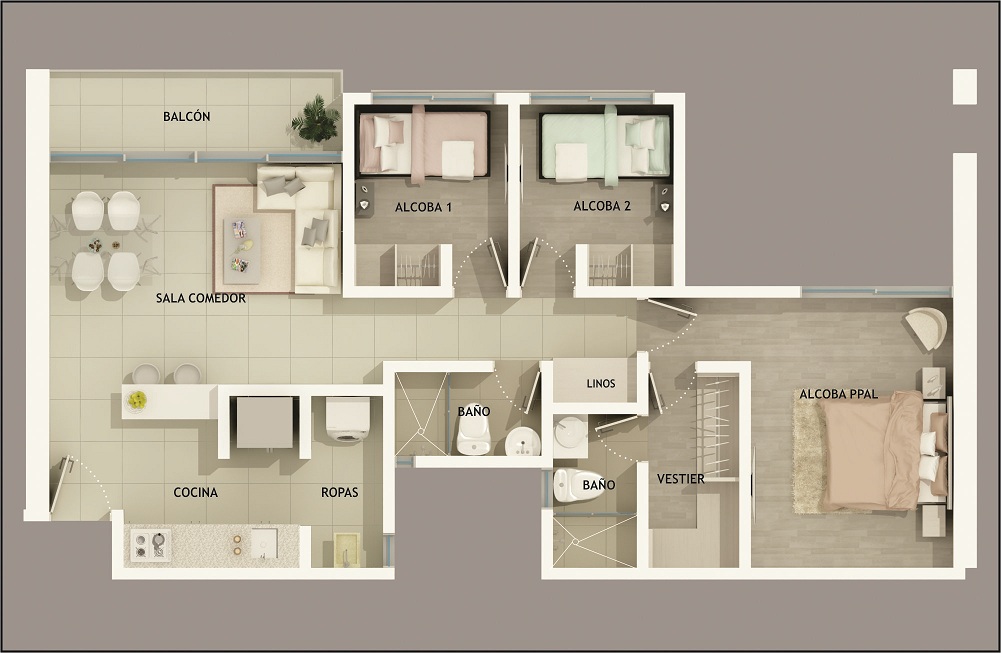 BALCÓN
ALCOBA 1
ALCOBA 2
SALA COMEDOR
LINOS
ALCOBA PPAL
BAÑO
VESTIER
BAÑO
COCINA
ROPAS